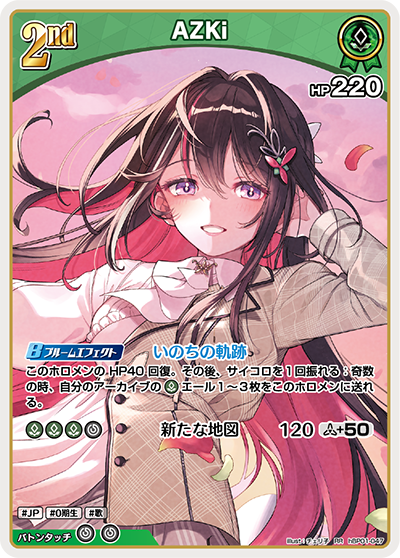 2nd
AZKi
HP220
Bブルームエフェクト
いのちの軌跡
このホロメンのHP40回復。その後、サイコロを1回振れる:奇数
の時、自分のアーカイブの エール1~3枚をこのホロメンに送れ
る。
新たな地図 120 +50
#JP #0期生 #歌
バトンタッチ
RR hBP01-047